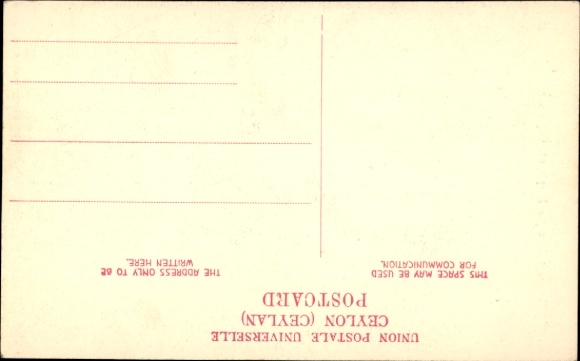 UNION POSTALE UNIVERSELLE
CEYLON (CEYLAN)
POSTCARD
THIS SPACE MAY BE USED
FOR COMMUNICATION.
THE ADDRESS ONLY TO BE
WRITTEN HERE.